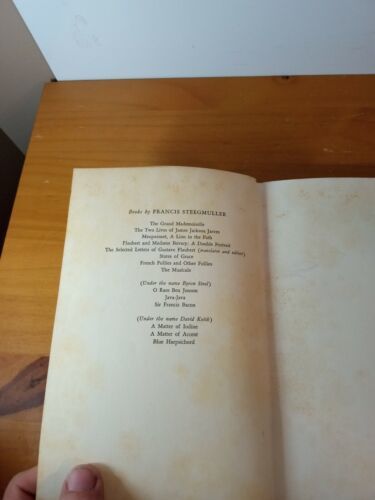 Books by FRANCIS STEEGMULLER
The Grand Mademoiselle
The Two Lives of James Jackson Jarves
Maupassant, A Lion in the Path
Flaubert and Madame Bovary: A Double Portrait
The Selected Letters of Gustave Flaubert (translator and editor)
States of Grace
French Follies and Other Follies
The Musicale
(Under the name Byron Steel)
O Rare Ben Jonson
Java-Java
Sir Francis Bacon
(Under the name David Keith)
A Matter of Iodine
A Matter of Accent
Blue Harpsichord